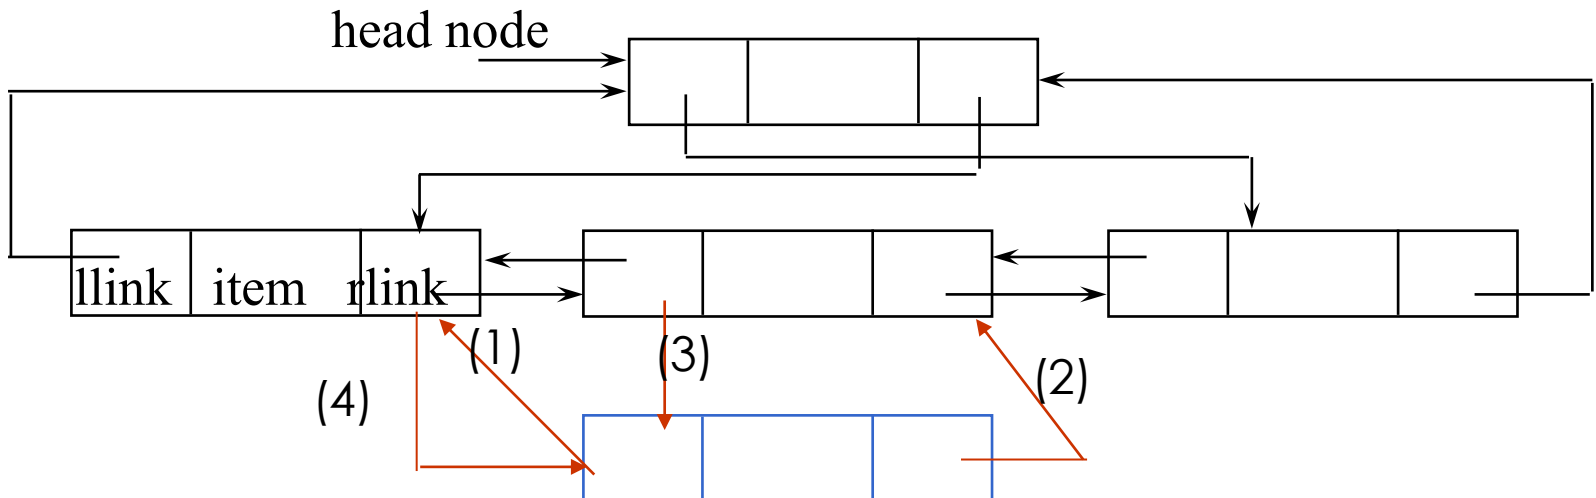 head node
llink item rlink
(1)
(3)
(2)
(4)